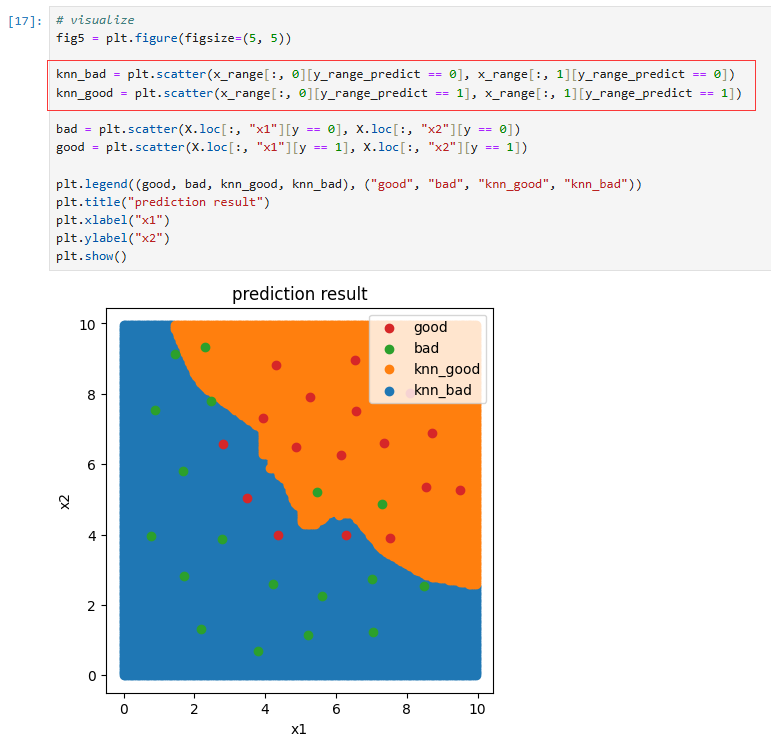 [17]: # visualize
fig5 = plt.figure(figsize=(5, 5))
knn_bad = plt.scatter(x_range[:, 0][y_range_predict == 0], x_range[:, 1][y_range_predict == 0])
knn_good = plt.scatter(x_range[:, 0][y_range_predict == 1], x_range[:, 1][y_range_predict == 1])
bad = plt.scatter(X.loc[:, "x1"][y == 0], X.loc[:, "x2"][y == 0])
good = plt.scatter(X.loc[:, "x1"][y == 1], X.loc[:, "x2"][y == 1])
plt.legend((good, bad, knn_good, knn_bad), ("good", "bad", "knn_good", "knn_bad"))
plt.title("prediction result")
plt.xlabel("x1")
plt.ylabel("x2")
plt.show()
prediction result
good
bad
knn_good
knn_bad
10
8
6
4
2
0
x2
0 2 4 6 8 10
x1